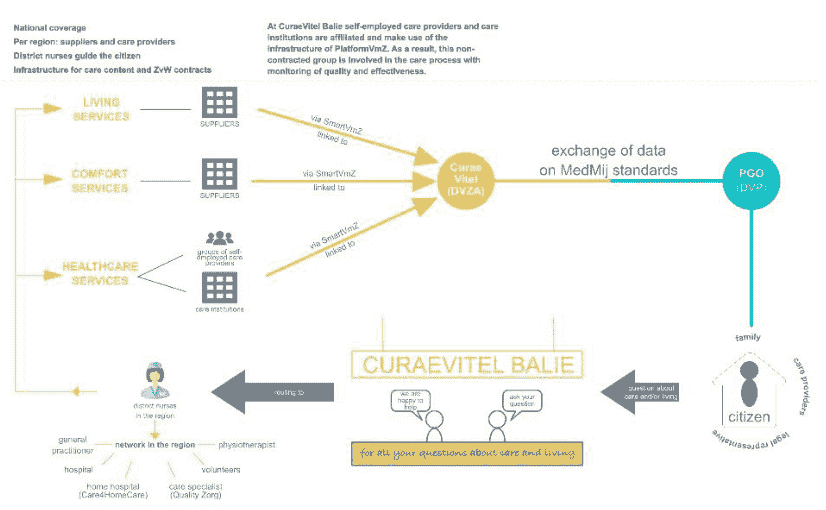 National coverage
Per region: suppliers and care providers
District nurses guide the citizen
Infrastructure for care content and ZvW contracts
At CuraeVitel Balie self-employed care providers and care
institutions are affiliated and make use of the
infrastructure of PlatformVmZ. As a result, this non-
contracted group is involved in the care process with
monitoring of quality and effectiveness.
LIVING
SERVICES
SUPPLIERS
via SmartVmZ
linked to
COMFORT
SERVICES
SUPPLIERS
via SmartVmZ
linked to
HEALTHCARE
SERVICES
groups of self-
employed care
providers
care institutions
via SmartVmZ
linked to
Curae
Vitel
(DVZA)
exchange of data
on MedMij standards
PGO
(DVP)
family
care providers
legal representative
citizen
question about
care and/or living
CURAEVITEL BALIE
we are
happy to
help
ask your
question
for all your questions about care and living
routing to
district nurses
in the region
network in the region
general
practitioner
physiotherapist
hospital
volunteers
home hospital
(Care4HomeCare)
care specialist
(Quality Zorg)